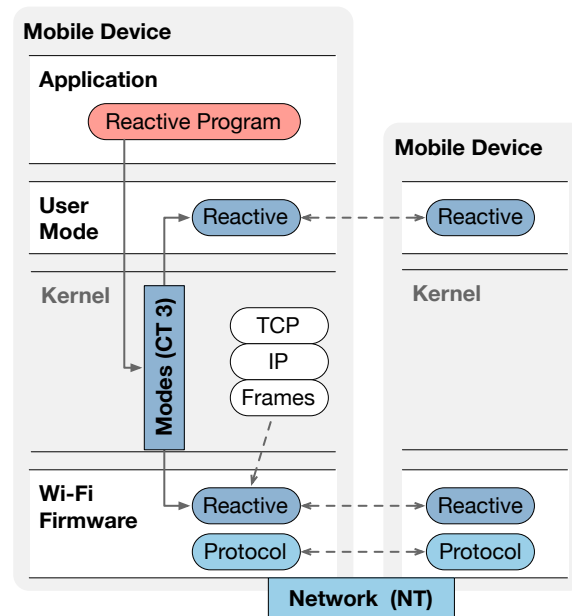 Mobile Device
Application
Reactive Program
Mobile Device
User
Mode
Reactive
Reactive
Kernel
Kernel
Modes (CT 3)
TCP
IP
Frames
Wi-Fi
Firmware
Reactive
Reactive
Protocol
Protocol
Network (NT)